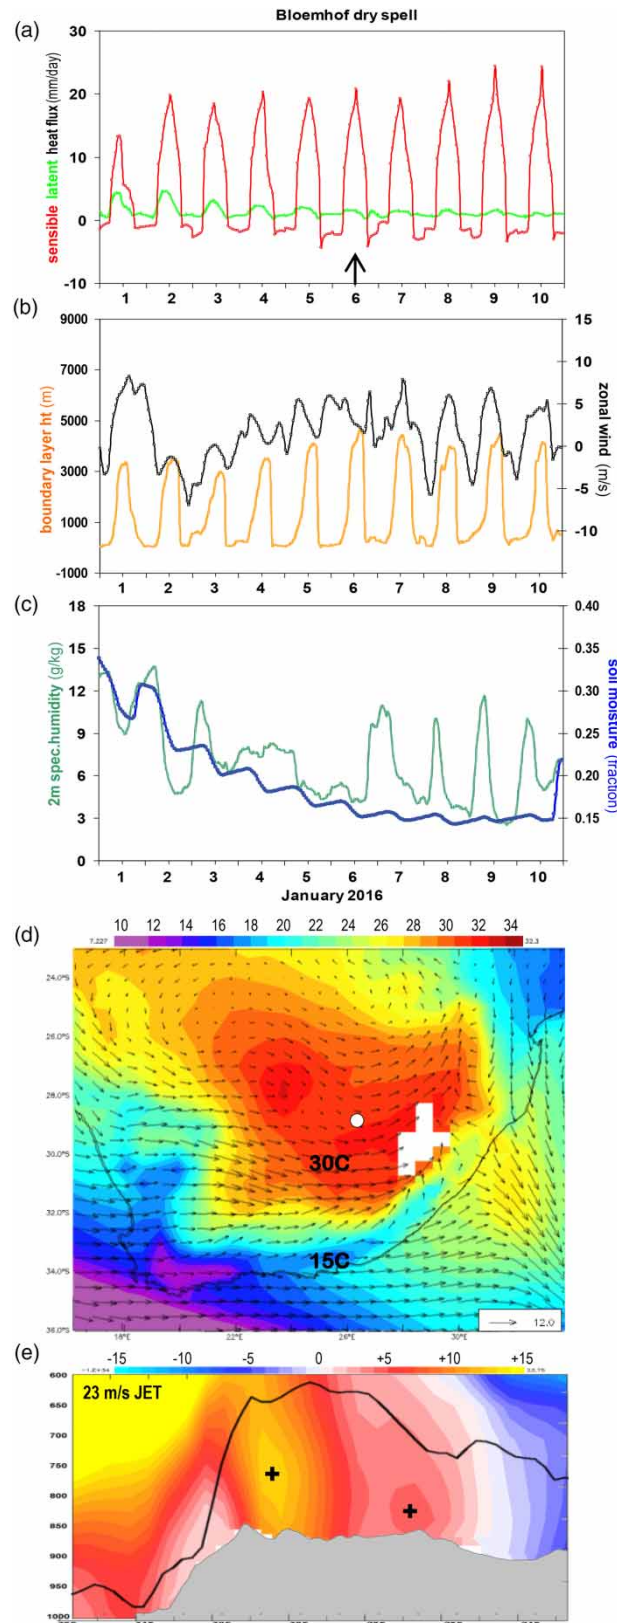 (a)
Bloemhof dry spell
30
20
10
0
-10
sensible latent heat flux (mm/day)
1 2 3 4 5 6 7 8 9 10
(b)
9000
7000
5000
3000
1000
-1000
boundary layer ht (m)
15
10
5
0
-5
-10
zonal wind (m/s)
1 2 3 4 5 6 7 8 9 10
(c)
18
15
12
9
6
3
0
2m spec.humidity (g/kg)
0.40
0.35
0.30
0.25
0.20
0.15
0.10
soil moisture (fraction)
1 2 3 4 5 6 7 8 9 10
January 2016
(d)
7.227 10 12 14 16 18 20 22 24 26 28 30 32 34 32.3
24.0°S
26.0°S
28.0°S
30.0°S
32.0°S
34.0°S
36.0°S
30C
15C
12.0
18°E 22°E 26°E 30°E
(e)
-15 -10 -5 0 +5 +10 +15
23 m/s JET
600
650
700
750
800
850
900
950
1000